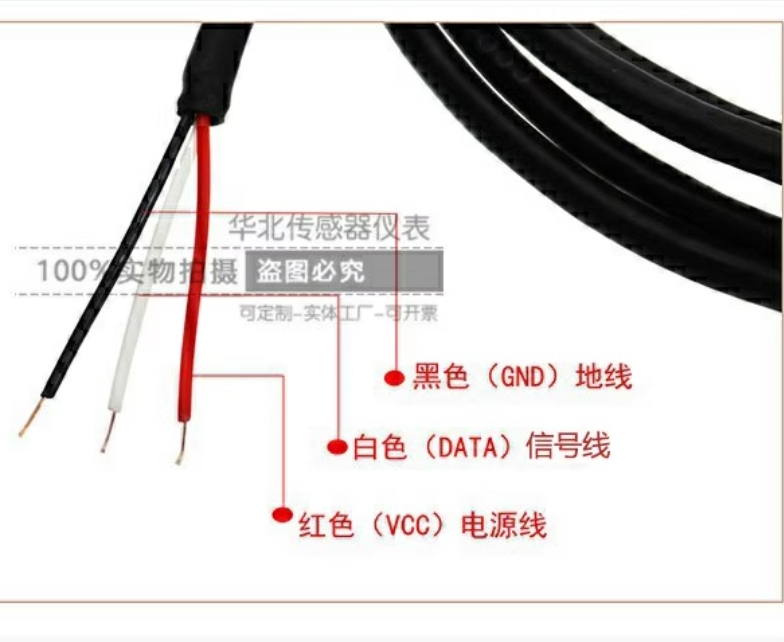 华北传感器仪表
100%实物拍摄 盗图必究
可定制-实体工厂-可开票
黑色（GND）地线
白色（DATA）信号线
红色（VCC）电源线